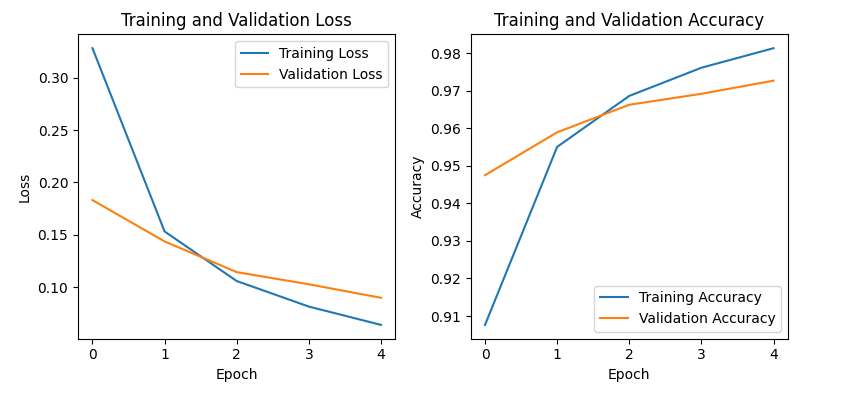 Training and Validation Loss
Training Loss
Validation Loss
0.30
0.25
0.20
0.15
0.10
Loss
0 1 2 3 4
Epoch
Training and Validation Accuracy
0.98
0.97
0.96
0.95
0.94
0.93
0.92
0.91
Accuracy
Training Accuracy
Validation Accuracy
0 1 2 3 4
Epoch